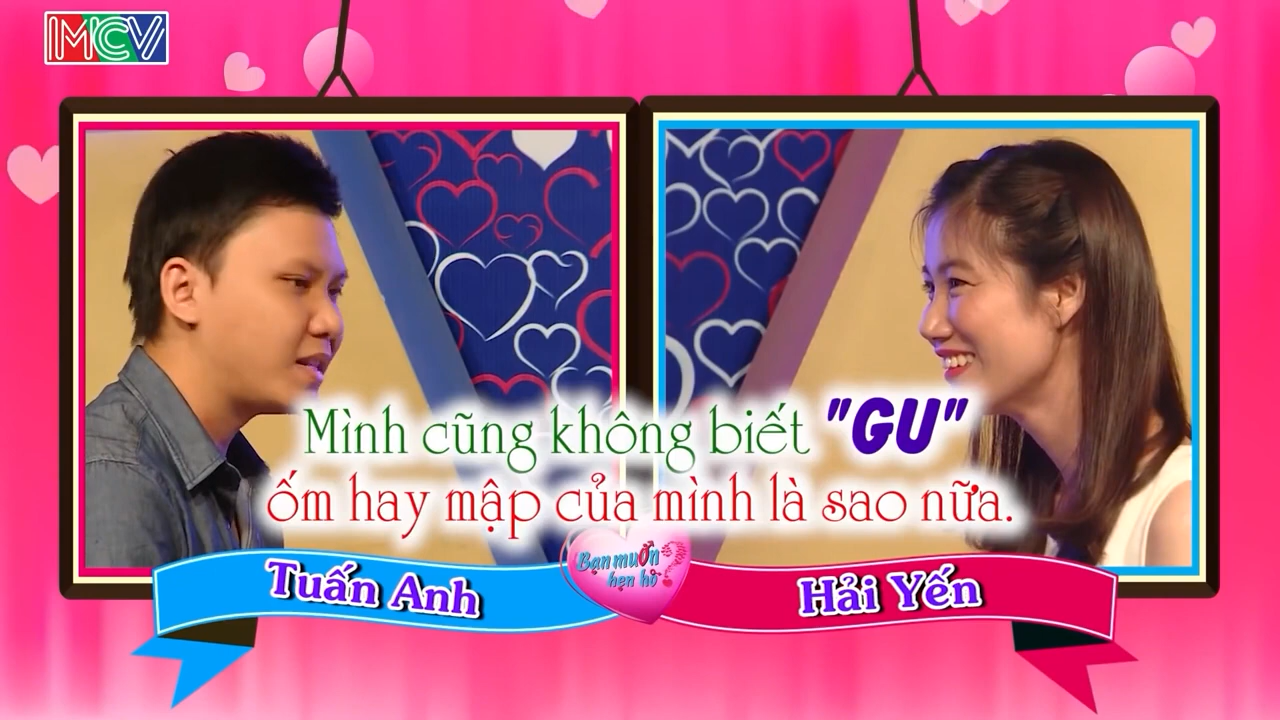 MCV
Mình cũng không biết "GU"
ốm hay mập của mình là sao nữa.
Bạn muốn
hẹn hò
Tuấn Anh
Hải Yến